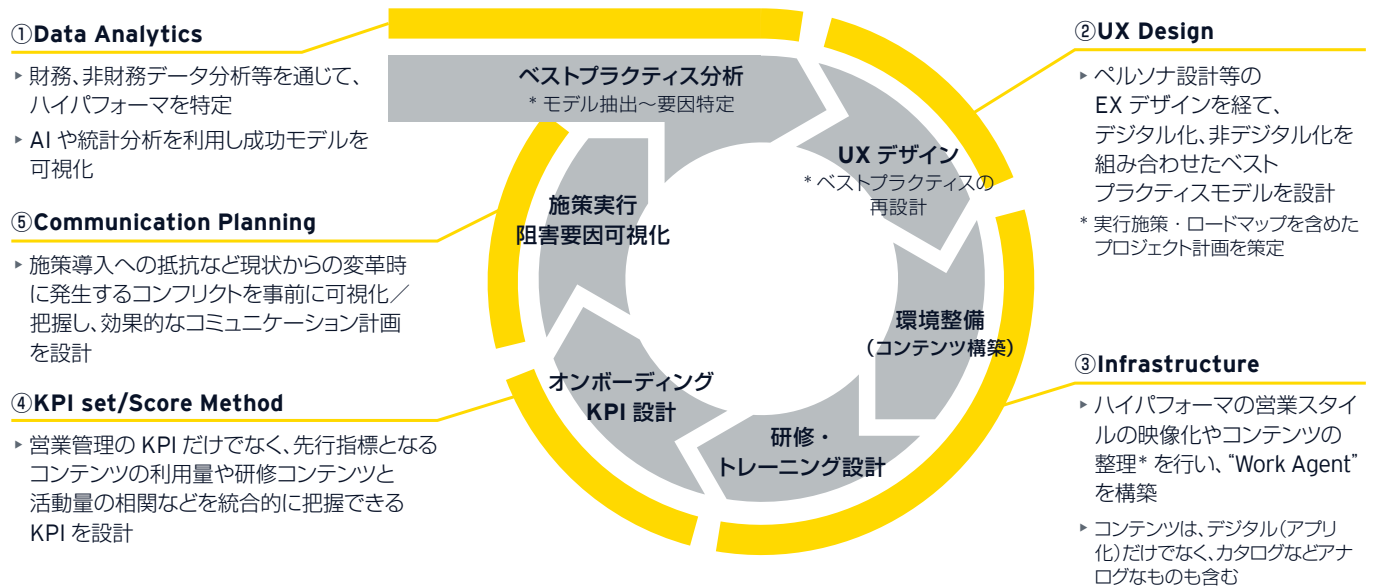 ①Data Analytics
▸ 財務、非財務データ分析等を通じて、
ハイパフォーマを特定
▸ AI や統計分析を利用し成功モデルを
可視化
⑤Communication Planning
▸ 施策導入への抵抗など現状からの変革時
に発生するコンフリクトを事前に可視化／
把握し、効果的なコミュニケーション計画
を設計
④KPI set/Score Method
▸ 営業管理の KPI だけでなく、先行指標となる
コンテンツの利用量や研修コンテンツと
活動量の相関などを統合的に把握できる
KPI を設計
ベストプラクティス分析
* モデル抽出～要因特定
UX デザイン
* ベストプラクティスの
再設計
環境整備
（コンテンツ構築）
研修・
トレーニング設計
オンボーディング
KPI 設計
施策実行
阻害要因可視化
②UX Design
▸ ペルソナ設計等の
EX デザインを経て、
デジタル化、非デジタル化を
組み合わせたベスト
プラクティスモデルを設計
* 実行施策・ロードマップを含めた
プロジェクト計画を策定
③Infrastructure
▸ ハイパフォーマの営業スタイ
ルの映像化やコンテンツの
整理* を行い、“Work Agent”
を構築
▸ コンテンツは、デジタル（アプリ
化）だけでなく、カタログなどアナ
ログなものも含む